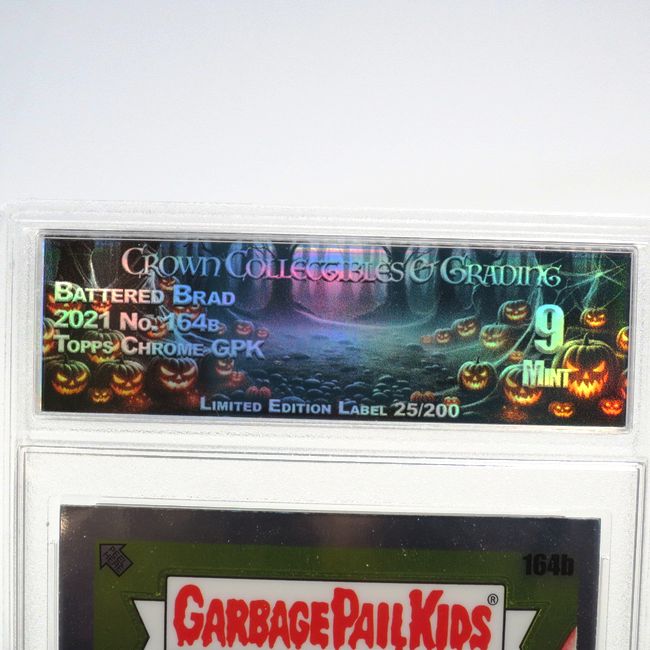 Crown Collectibles & Grading
Battered Brad
2021 No. 164b
Topps Chrome GPK
9
Mint
Limited Edition Label 25/200
164b
GARBAGE PAIL KIDS®